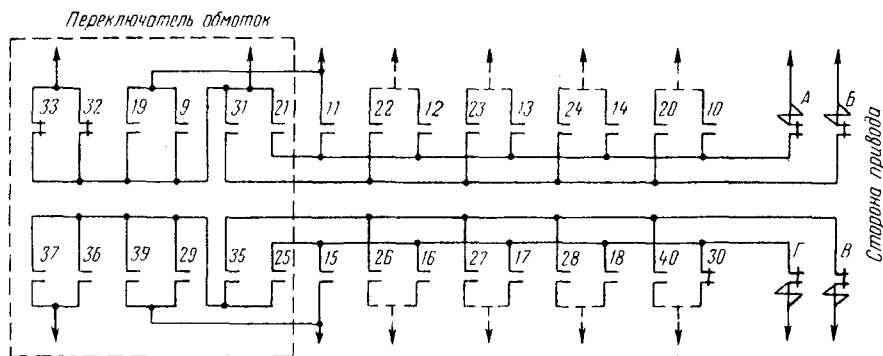 Переключатель обмоток
33 32 19 9 31 21 11 22 12 23 13 24 14 20 10 А Б
37 36 39 29 35 25 15 26 16 27 17 28 18 40 30 Г В
Сторона привода